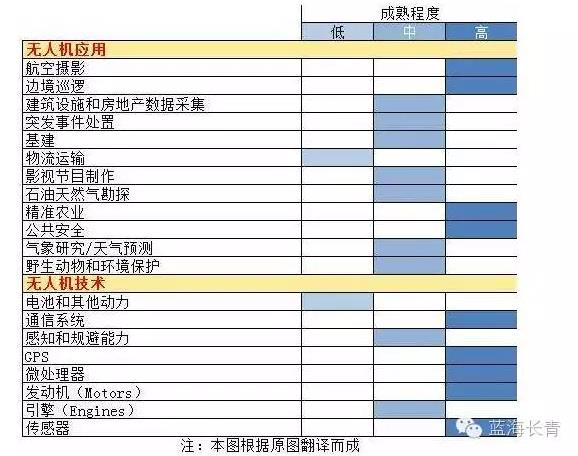 成熟程度
低 中 高
无人机应用
航空摄影
边境巡逻
建筑设施和房地产数据采集
突发事件处置
基建
物流运输
影视节目制作
石油天然气勘探
精准农业
公共安全
气象研究/天气预测
野生动物和环境保护
无人机技术
电池和其他动力
通信系统
感知和规避能力
GPS
微处理器
发动机（Motors）
引擎（Engines）
传感器
蓝海长青
注：本图根据原图翻译而成